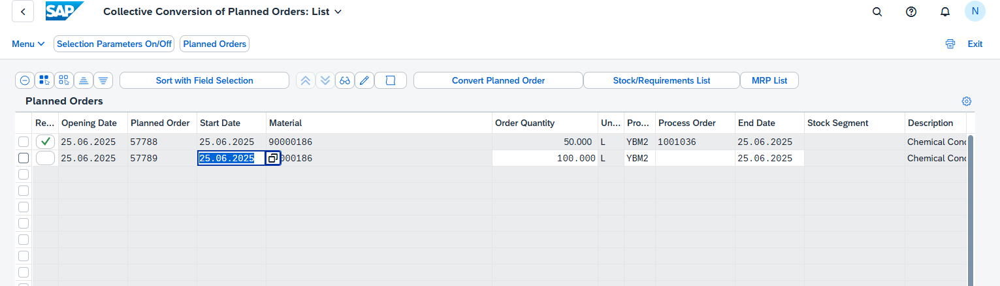 SAP Collective Conversion of Planned Orders: List N
Menu Selection Parameters On/Off Planned Orders Exit
Sort with Field Selection Convert Planned Order Stock/Requirements List MRP List
Planned Orders
Re... Opening Date Planned Order Start Date Material Order Quantity Un... Pro... Process Order End Date Stock Segment Description
25.06.2025 57788 25.06.2025 90000186 50.000 L YBM2 1001036 25.06.2025 Chemical Conc
25.06.2025 57789 25.06.2025 000186 100.000 L YBM2 25.06.2025 Chemical Conc